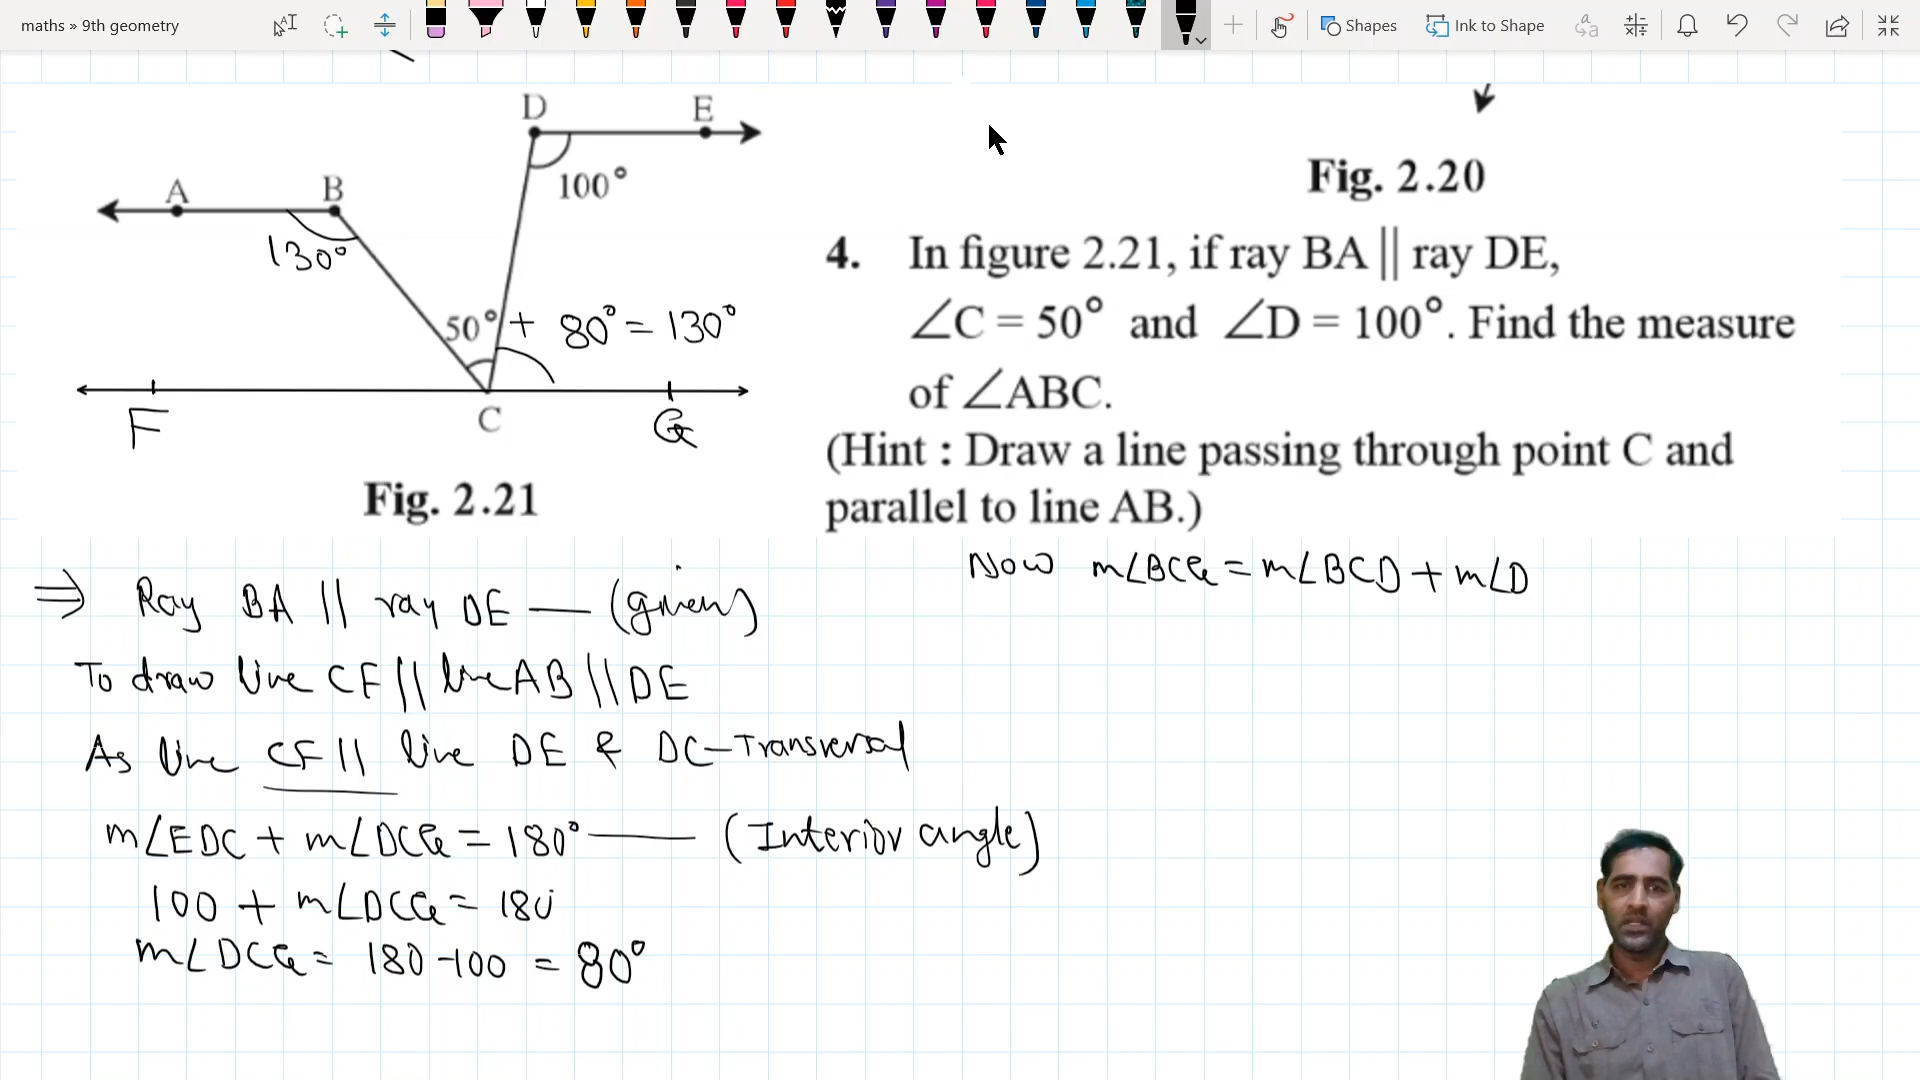 maths » 9th geometry
Shapes
Ink to Shape
D E
100°
A B
130°
50° + 80° = 130°
F C G
Fig. 2.21
Fig. 2.20
4. In figure 2.21, if ray BA || ray DE,
∠C = 50° and ∠D = 100°. Find the measure
of ∠ABC.
(Hint : Draw a line passing through point C and
parallel to line AB.)
⇒ Ray BA || ray DE — (given)
To draw line CF || line AB || DE
As line CF || line DE & DC-Transversal
m∠EDC + m∠DCG = 180° — (Interior angle)
100 + m∠DCG = 180
m∠DCG = 180-100 = 80°
Now m∠BCG = m∠BCD + m∠D